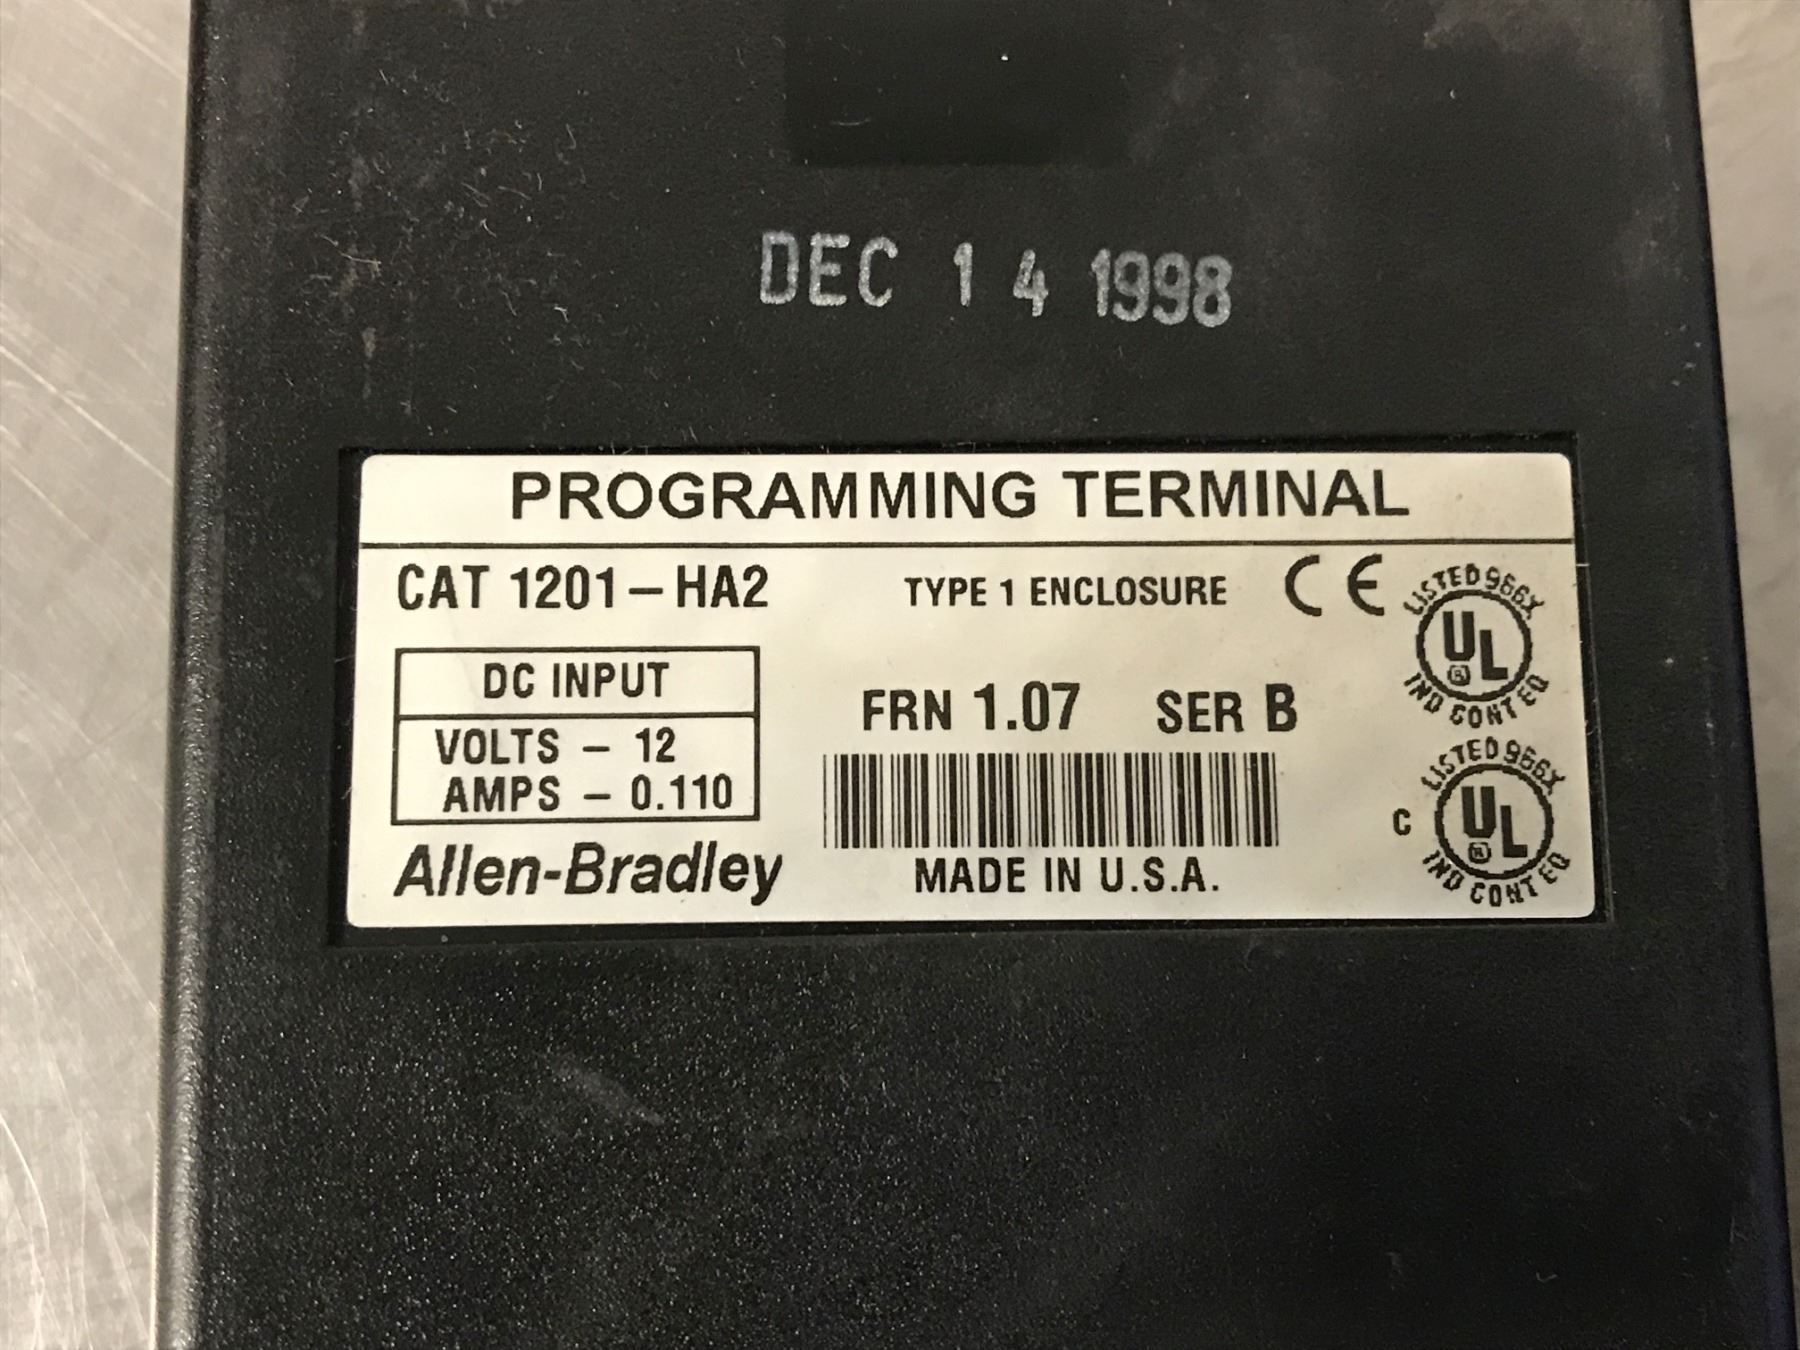 DEC 14 1998
PROGRAMMING TERMINAL
CAT 1201-HA2 TYPE 1 ENCLOSURE CE
LISTED 966X
UL
®
IND CONT EQ
DC INPUT
VOLTS - 12
AMPS - 0.110
FRN 1.07 SER B
Allen-Bradley
MADE IN U.S.A.
LISTED 966X
C UL
®
IND CONT EQ